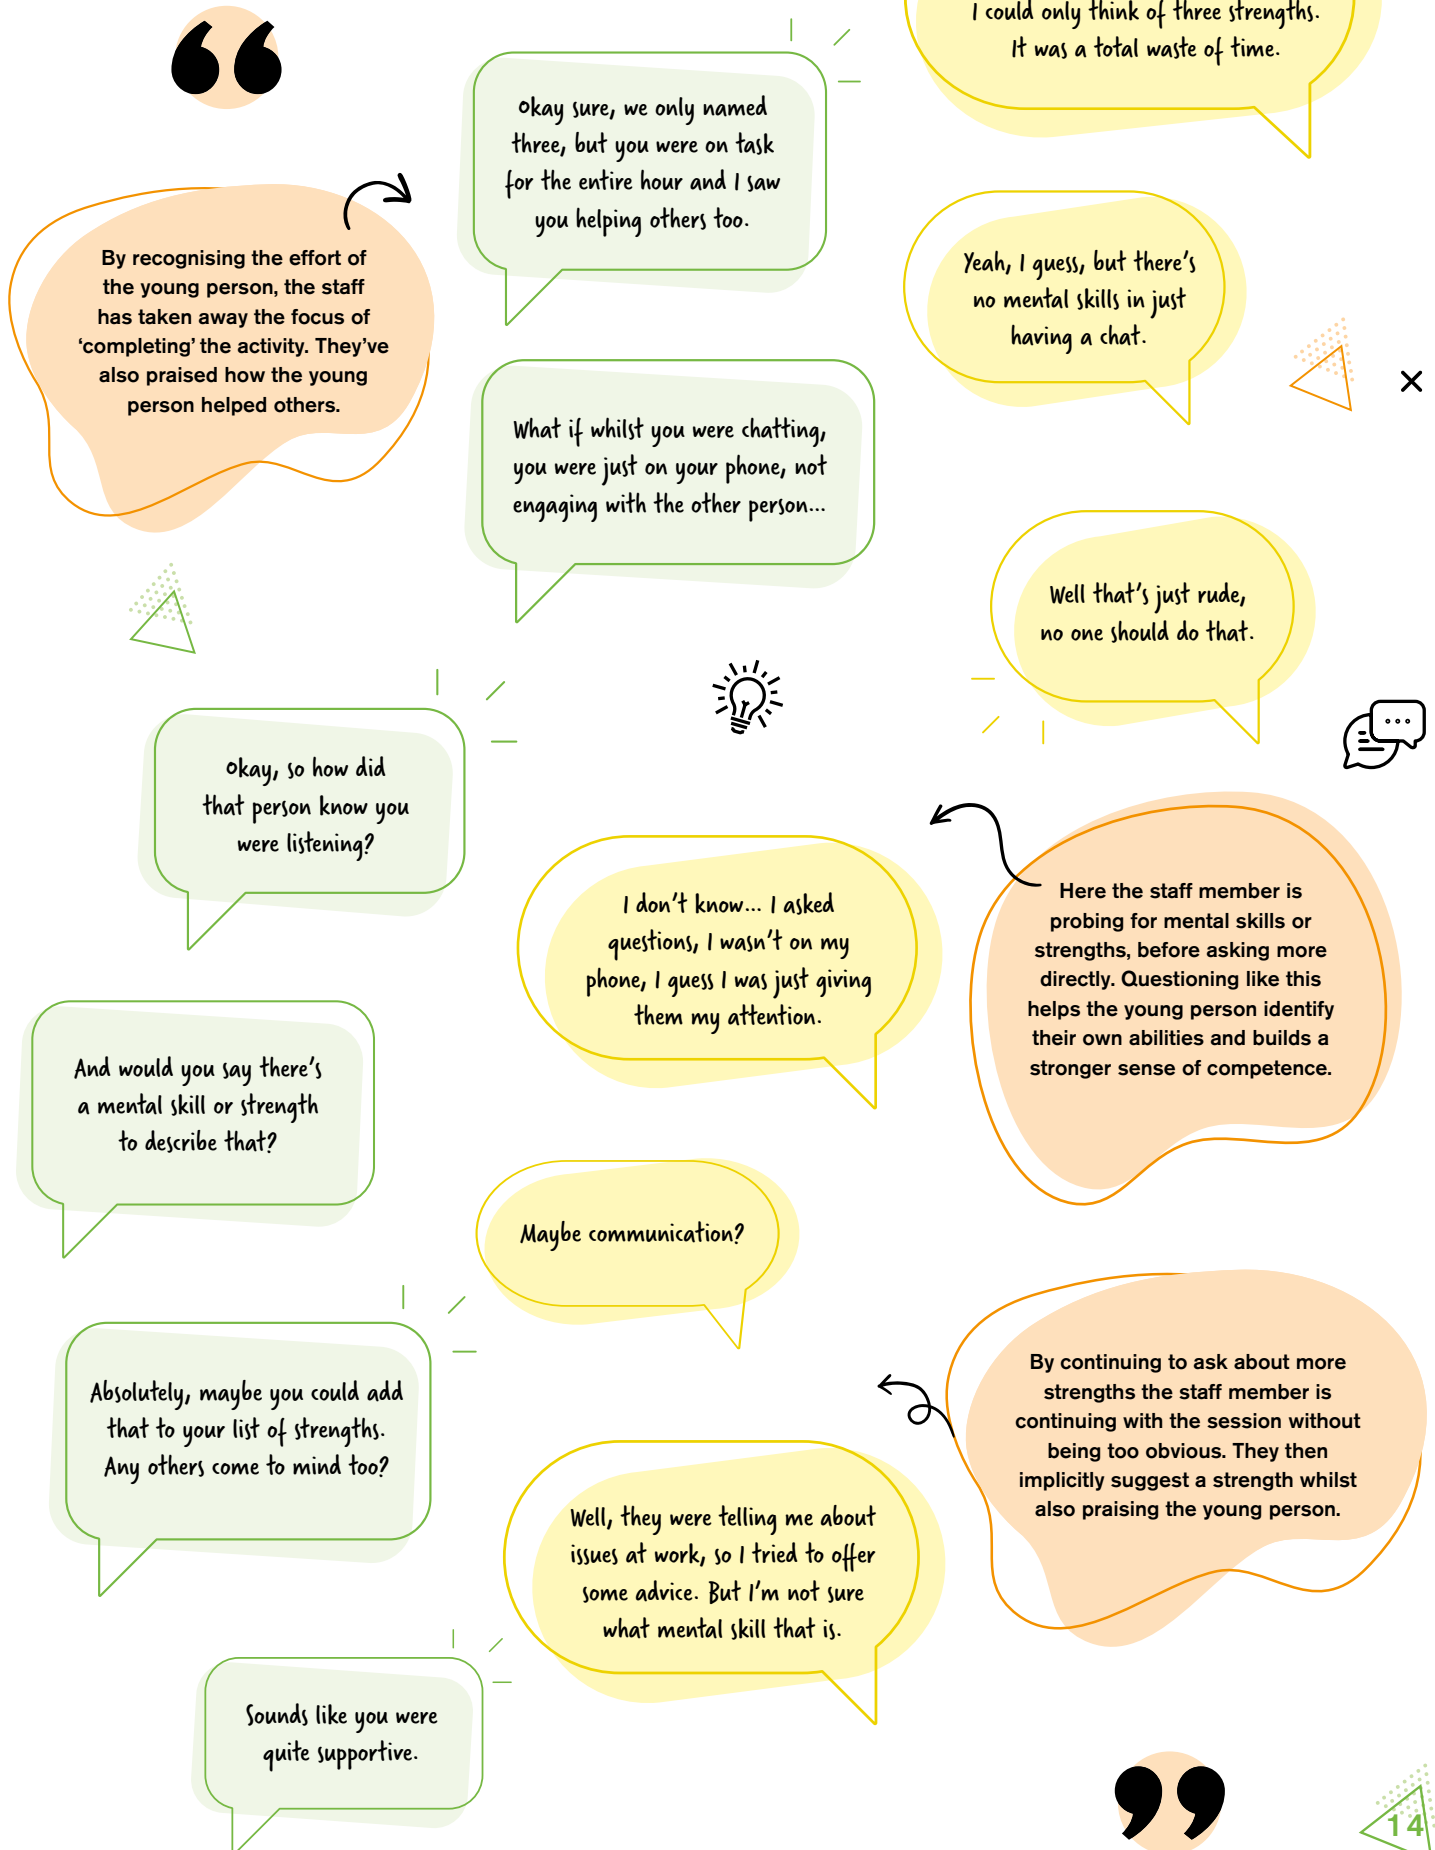 I could only think of three strengths.
It was a total waste of time.
Okay sure, we only named
three, but you were on task
for the entire hour and I saw
you helping others too.
By recognising the effort of
the young person, the staff
has taken away the focus of
‘completing’ the activity. They’ve
also praised how the young
person helped others.
Yeah, I guess, but there’s
no mental skills in just
having a chat.
What if whilst you were chatting,
you were just on your phone, not
engaging with the other person...
Well that’s just rude,
no one should do that.
Okay, so how did
that person know you
were listening?
I don’t know... I asked
questions, I wasn’t on my
phone, I guess I was just giving
them my attention.
Here the staff member is
probing for mental skills or
strengths, before asking more
directly. Questioning like this
helps the young person identify
their own abilities and builds a
stronger sense of competence.
And would you say there’s
a mental skill or strength
to describe that?
Maybe communication?
Absolutely, maybe you could add
that to your list of strengths.
Any others come to mind too?
By continuing to ask about more
strengths the staff member is
continuing with the session without
being too obvious. They then
implicitly suggest a strength whilst
also praising the young person.
Well, they were telling me about
issues at work, so I tried to offer
some advice. But I’m not sure
what mental skill that is.
Sounds like you were
quite supportive.
14